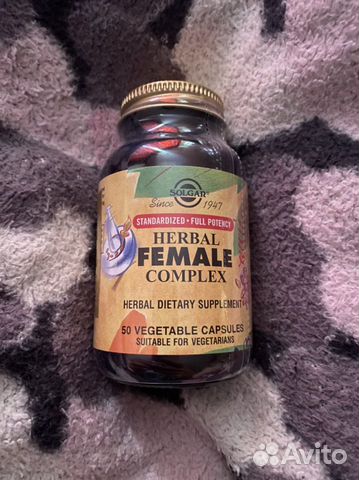 SOLGAR
Since 1947
STANDARDIZED • FULL POTENCY
HERBAL
FEMALE
COMPLEX
HERBAL DIETARY SUPPLEMENT
50 VEGETABLE CAPSULES
SUITABLE FOR VEGETARIANS
Avito